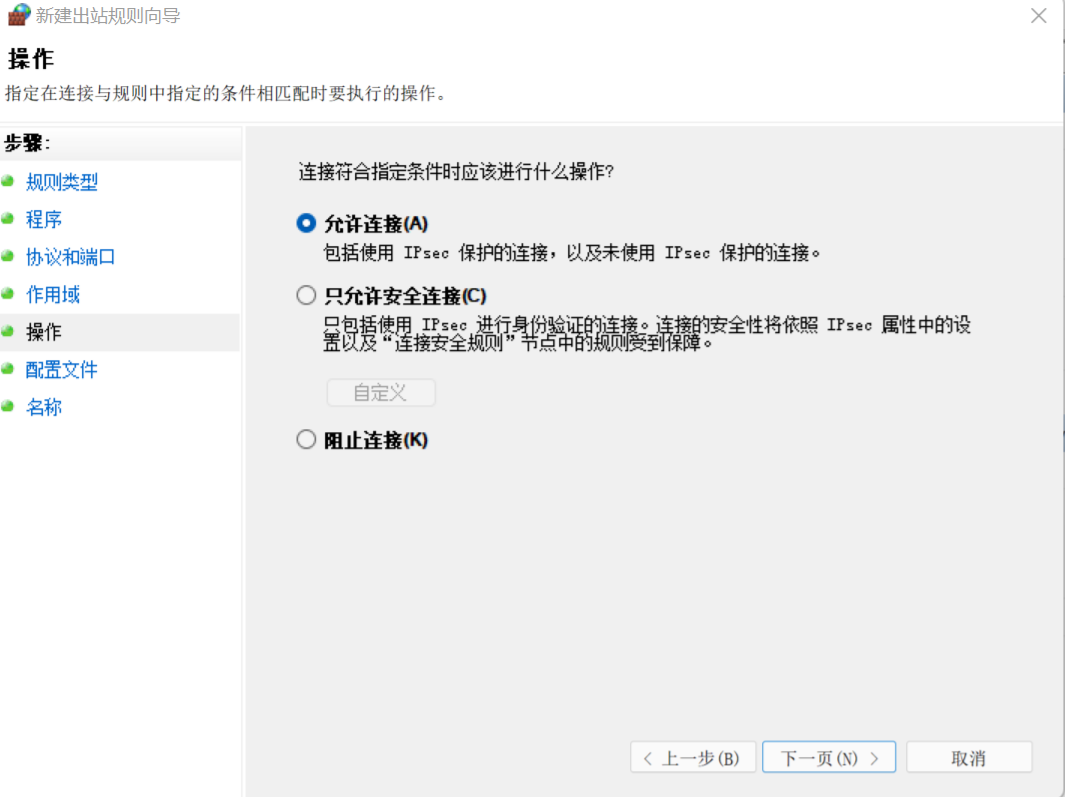 新建出站规则向导
操作
指定在连接与规则中指定的条件相匹配时要执行的操作。
步骤:
规则类型
程序
协议和端口
作用域
操作
配置文件
名称
连接符合指定条件时应该进行什么操作?
允许连接(A)
包括使用 IPsec 保护的连接，以及未使用 IPsec 保护的连接。
只允许安全连接(C)
只包括使用 IPsec 进行身份验证的连接。连接的安全性将依照 IPsec 属性中的设
置以及“连接安全规则”节点中的规则受到保障。
自定义
阻止连接(K)
< 上一步(B)
下一页(N) >
取消